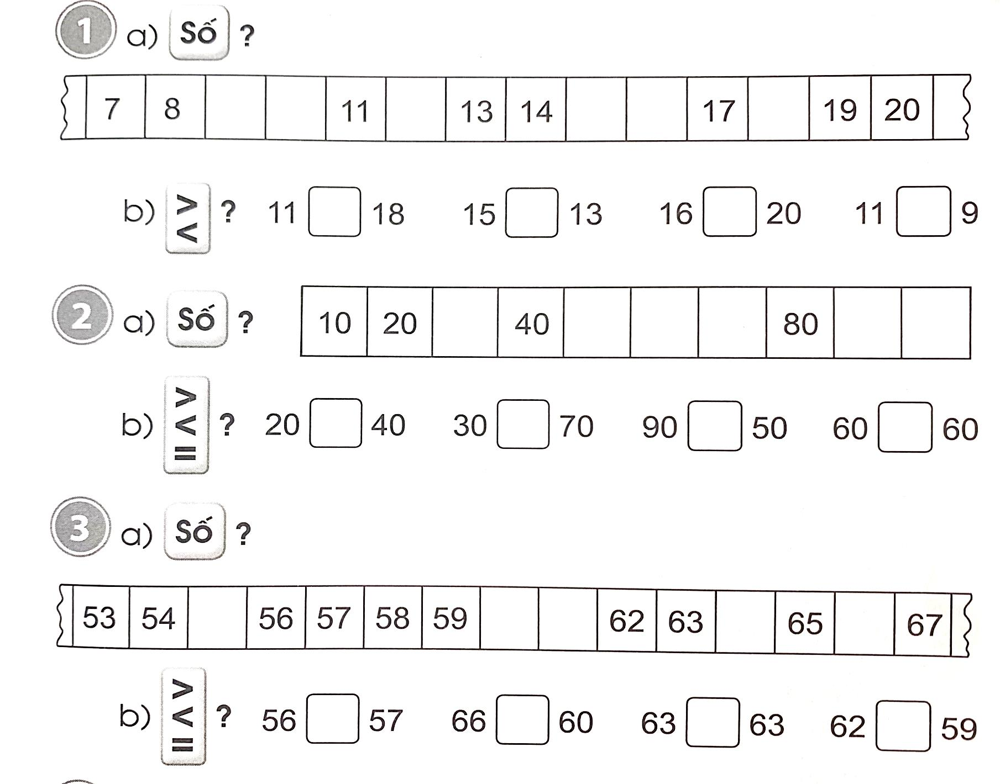 1 a) Số ?
7 8 11 13 14 17 19 20
b) > < ? 11 18 15 13 16 20 11 9
2 a) Số ? 10 20 40 80
b) > < = ? 20 40 30 70 90 50 60 60
3 a) Số ?
53 54 56 57 58 59 62 63 65 67
b) > < = ? 56 57 66 60 63 63 62 59